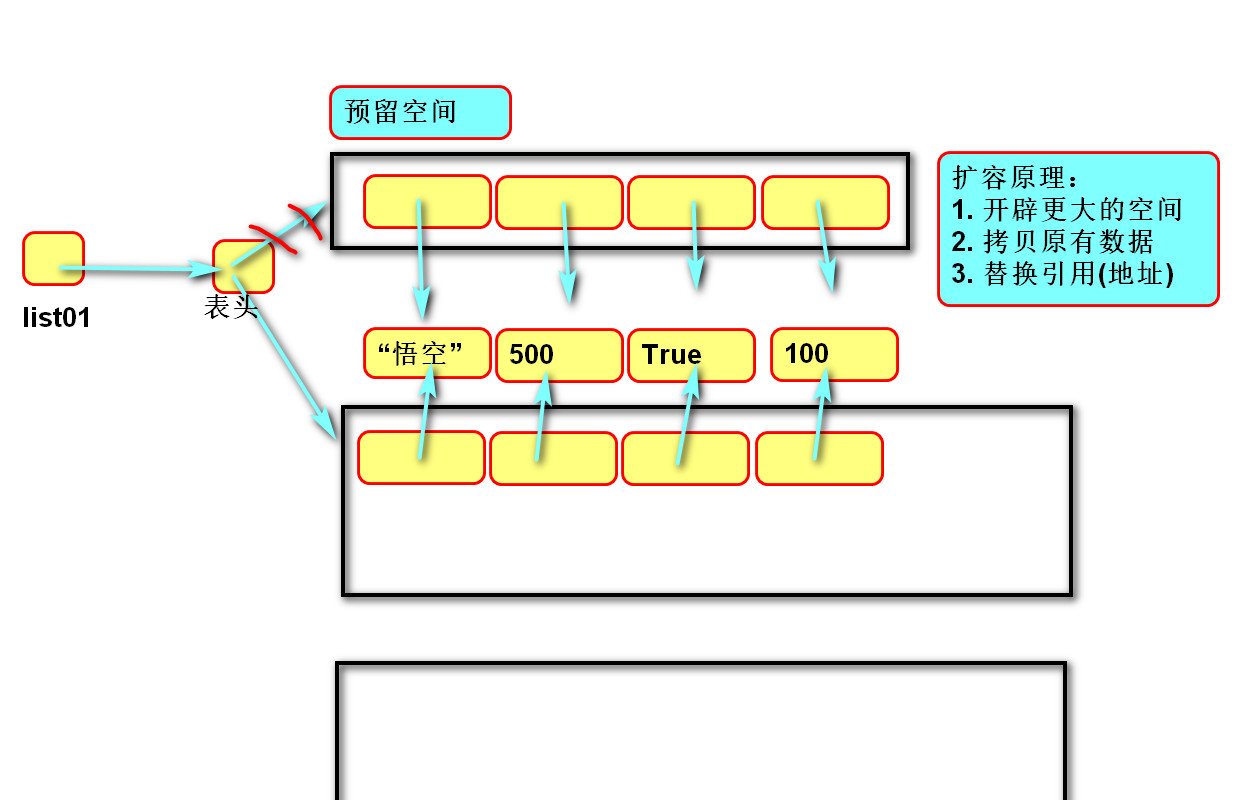 预留空间
扩容原理：
1. 开辟更大的空间
2. 拷贝原有数据
3. 替换引用(地址)
list01
表头
“悟空”
500
True
100